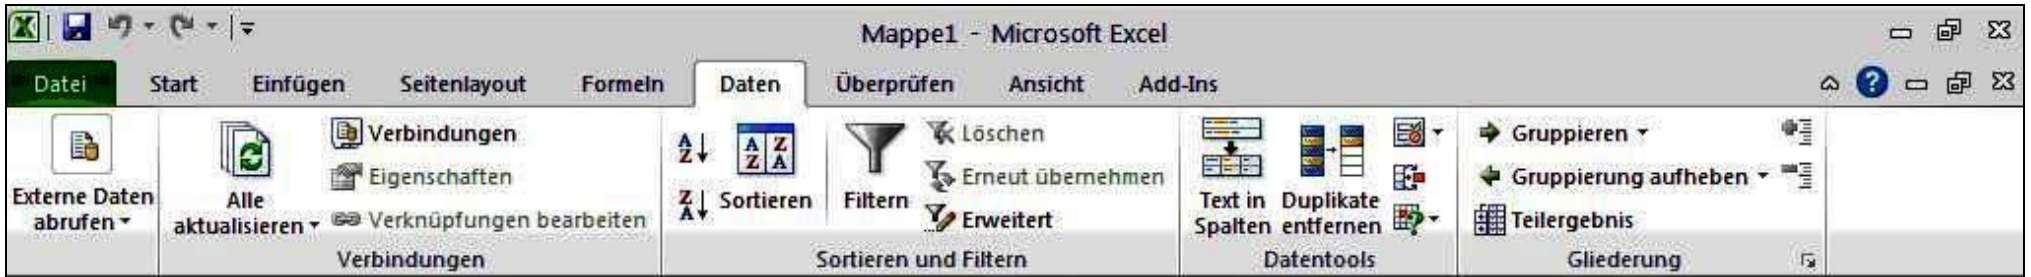 Mappe1 - Microsoft Excel
Datei Start Einfügen Seitenlayout Formeln Daten Überprüfen Ansicht Add-Ins
Externe Daten
abrufen
Alle
aktualisieren
Verbindungen
Eigenschaften
Verknüpfungen bearbeiten
Verbindungen
A
Z
Z
A
A Z
Z A
Sortieren
Filtern
Löschen
Erneut übernehmen
Erweitert
Sortieren und Filtern
Text in
Spalten
Duplikate
entfernen
Datentools
Gruppieren
Gruppierung aufheben
Teilergebnis
Gliederung